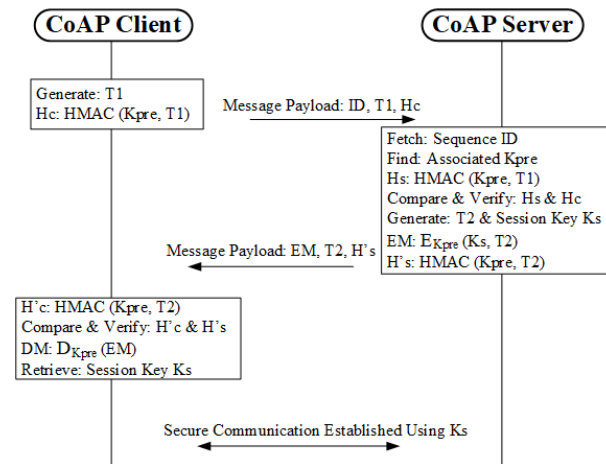 CoAP Client
CoAP Server
Generate: T1
Hc: HMAC (Kpre, T1)
Message Payload: ID, T1, Hc
Fetch: Sequence ID
Find: Associated Kpre
Hs: HMAC (Kpre, T1)
Compare & Verify: Hs & Hc
Generate: T2 & Session Key Ks
EM: EKpre (Ks, T2)
H's: HMAC (Kpre, T2)
Message Payload: EM, T2, H's
H'c: HMAC (Kpre, T2)
Compare & Verify: H'c & H's
DM: DKpre (EM)
Retrieve: Session Key Ks
Secure Communication Established Using Ks